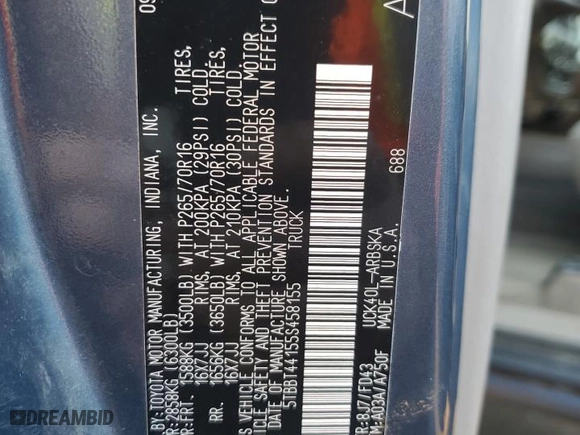 09
BY: TOYOTA MOTOR MANUFACTURING, INDIANA, INC.
R: 2858KG (6300LB)
R: FRT. 1588KG (3500LB) WITH P265/70R16 TIRES,
16X7JJ RIMS, AT 200KPA (29PSI) COLD.
RR. 1656KG (3650LB) WITH P265/70R16 TIRES,
16X7JJ RIMS, AT 210KPA (30PSI) COLD.
S VEHICLE CONFORMS TO ALL APPLICABLE FEDERAL MOTOR
ICLE SAFETY AND THEFT PREVENTION STANDARDS IN EFFECT O
DATE OF MANUFACTURE SHOWN ABOVE.
5TBBT44155S458155 TRUCK
A
R: 8J7/FD43 UCK40L-ARBSKA
M: A03A/A750F MADE IN U.S.A.
688
DREAMBID